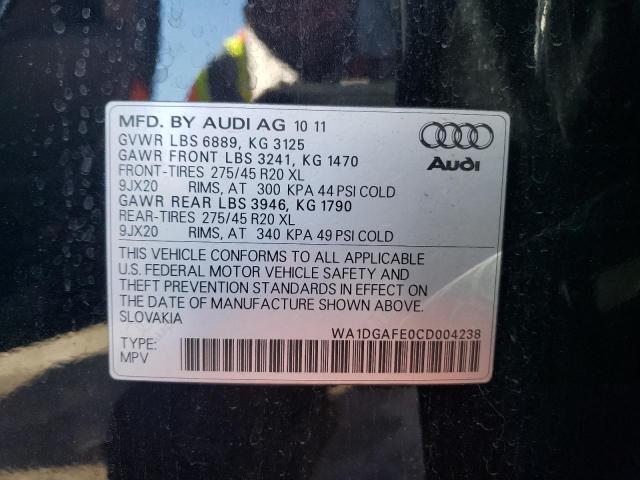 MFD. BY AUDI AG 10 11
GVWR LBS 6889, KG 3125
GAWR FRONT LBS 3241, KG 1470
FRONT-TIRES 275/45 R20 XL
9JX20 RIMS, AT 300 KPA 44 PSI COLD
GAWR REAR LBS 3946, KG 1790
REAR-TIRES 275/45 R20 XL
9JX20 RIMS, AT 340 KPA 49 PSI COLD
Audi
THIS VEHICLE CONFORMS TO ALL APPLICABLE
U.S. FEDERAL MOTOR VEHICLE SAFETY AND
THEFT PREVENTION STANDARDS IN EFFECT ON
THE DATE OF MANUFACTURE SHOWN ABOVE.
SLOVAKIA
WA1DGAFE0CD004238
TYPE:
MPV